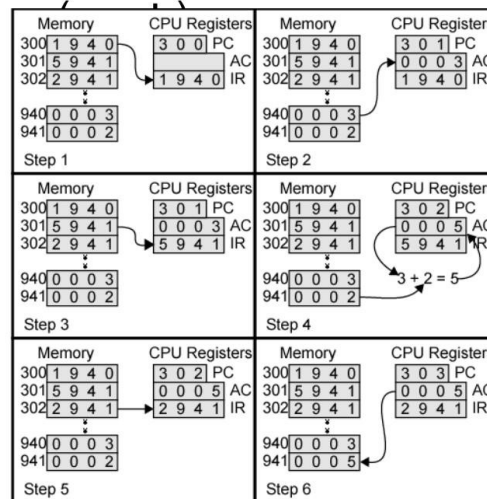 Memory CPU Registers
300 1 9 4 0 3 0 0 PC
301 5 9 4 1 AC
302 2 9 4 1 1 9 4 0 IR
940 0 0 0 3
941 0 0 0 2
Step 1
Memory CPU Register
300 1 9 4 0 3 0 1 PC
301 5 9 4 1 0 0 0 3 AC
302 2 9 4 1 1 9 4 0 IR
940 0 0 0 3
941 0 0 0 2
Step 2
Memory CPU Registers
300 1 9 4 0 3 0 1 PC
301 5 9 4 1 0 0 0 3 AC
302 2 9 4 1 5 9 4 1 IR
940 0 0 0 3
941 0 0 0 2
Step 3
Memory CPU Register
300 1 9 4 0 3 0 2 PC
301 5 9 4 1 0 0 0 5 AC
302 2 9 4 1 5 9 4 1 IR
940 0 0 0 3 3 + 2 = 5
941 0 0 0 2
Step 4
Memory CPU Registers
300 1 9 4 0 3 0 2 PC
301 5 9 4 1 0 0 0 5 AC
302 2 9 4 1 2 9 4 1 IR
940 0 0 0 3
941 0 0 0 2
Step 5
Memory CPU Registers
300 1 9 4 0 3 0 3 PC
301 5 9 4 1 0 0 0 5 AC
302 2 9 4 1 2 9 4 1 IR
940 0 0 0 3
941 0 0 0 5
Step 6